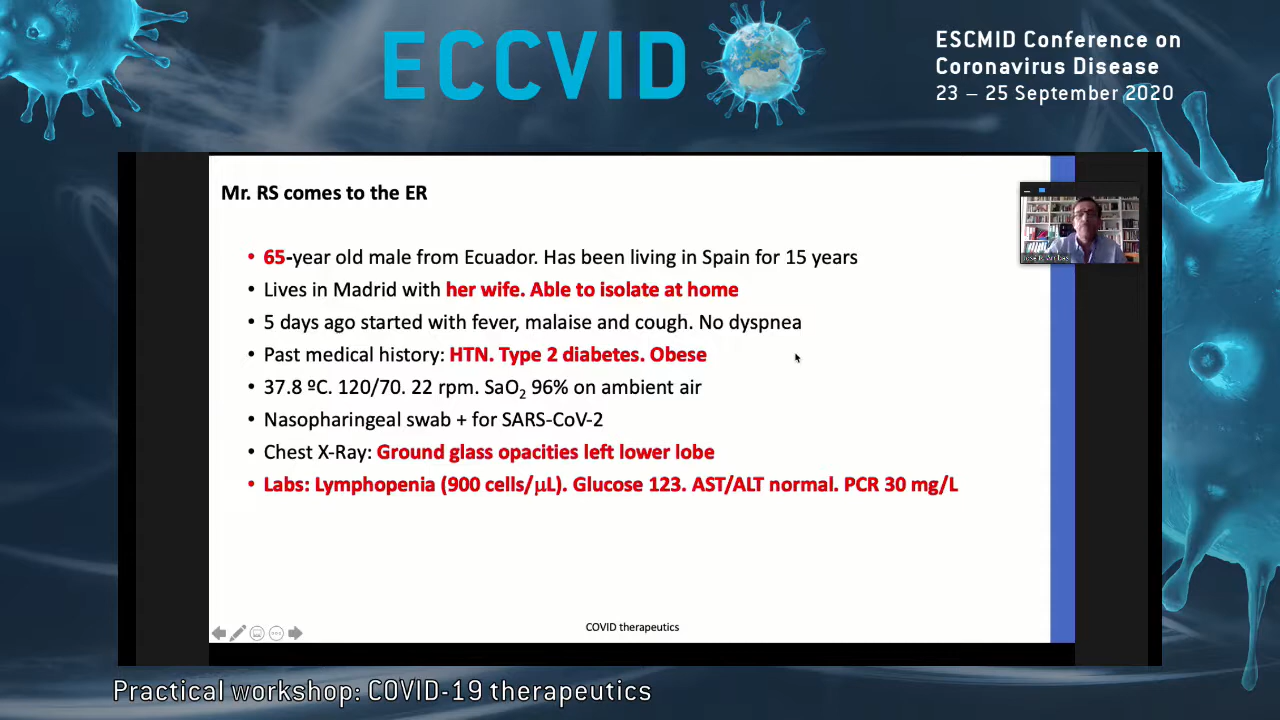 ECCVID
ESCMID Conference on
Coronavirus Disease
23 – 25 September 2020
Mr. RS comes to the ER
• 65-year old male from Ecuador. Has been living in Spain for 15 years
• Lives in Madrid with her wife. Able to isolate at home
• 5 days ago started with fever, malaise and cough. No dyspnea
• Past medical history: HTN. Type 2 diabetes. Obese
• 37.8 ºC. 120/70. 22 rpm. SaO₂ 96% on ambient air
• Nasopharingeal swab + for SARS-CoV-2
• Chest X-Ray: Ground glass opacities left lower lobe
• Labs: Lymphopenia (900 cells/μL). Glucose 123. AST/ALT normal. PCR 30 mg/L
COVID therapeutics
Practical workshop: COVID-19 therapeutics